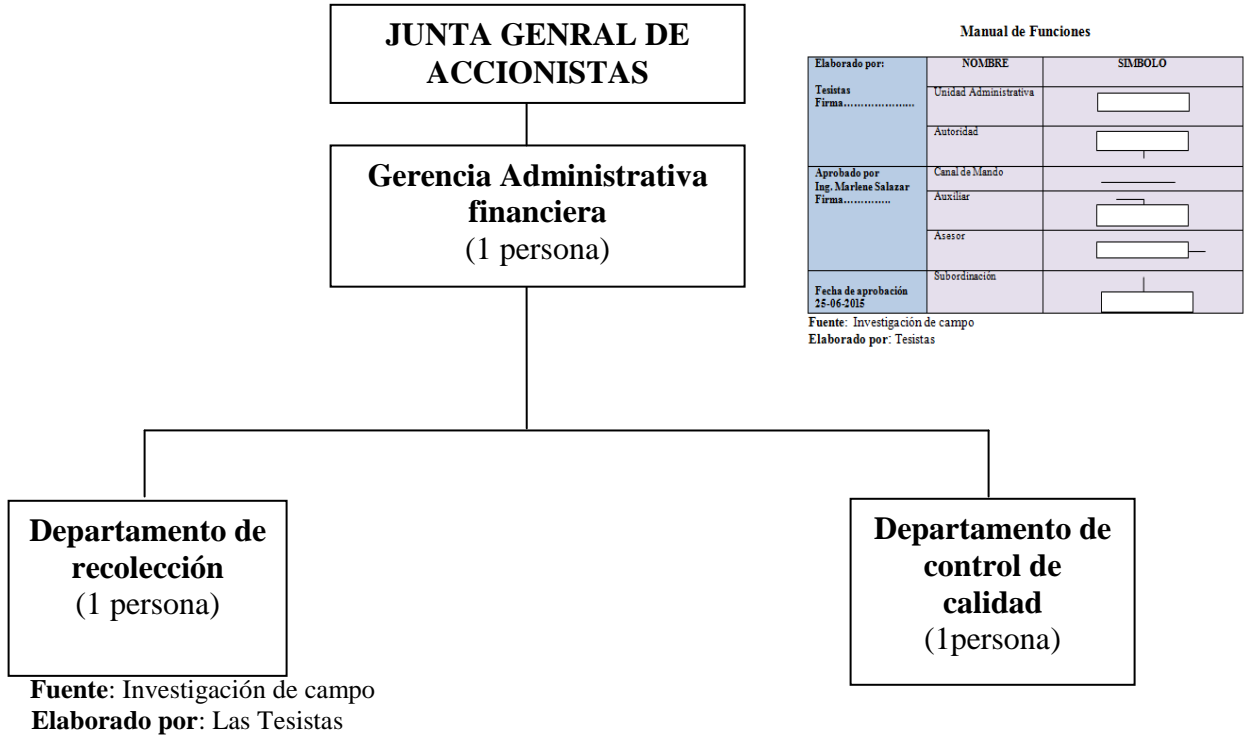 JUNTA GENRAL DE
ACCIONISTAS
Gerencia Administrativa
financiera
(1 persona)
Manual de Funciones
Elaborado por:
Tesistas
Firma…………………
NOMBRE
SIMBOLO
Unidad Administrativa
Autoridad
Aprobado por
Ing. Marlene Salazar
Firma…………..
Canal de Mando
Auxiliar
Asesor
Fecha de aprobación
25-06-2015
Subordinación
Fuente: Investigación de campo
Elaborado por: Tesistas
Departamento de
recolección
(1 persona)
Departamento de
control de
calidad
(1persona)
Fuente: Investigación de campo
Elaborado por: Las Tesistas